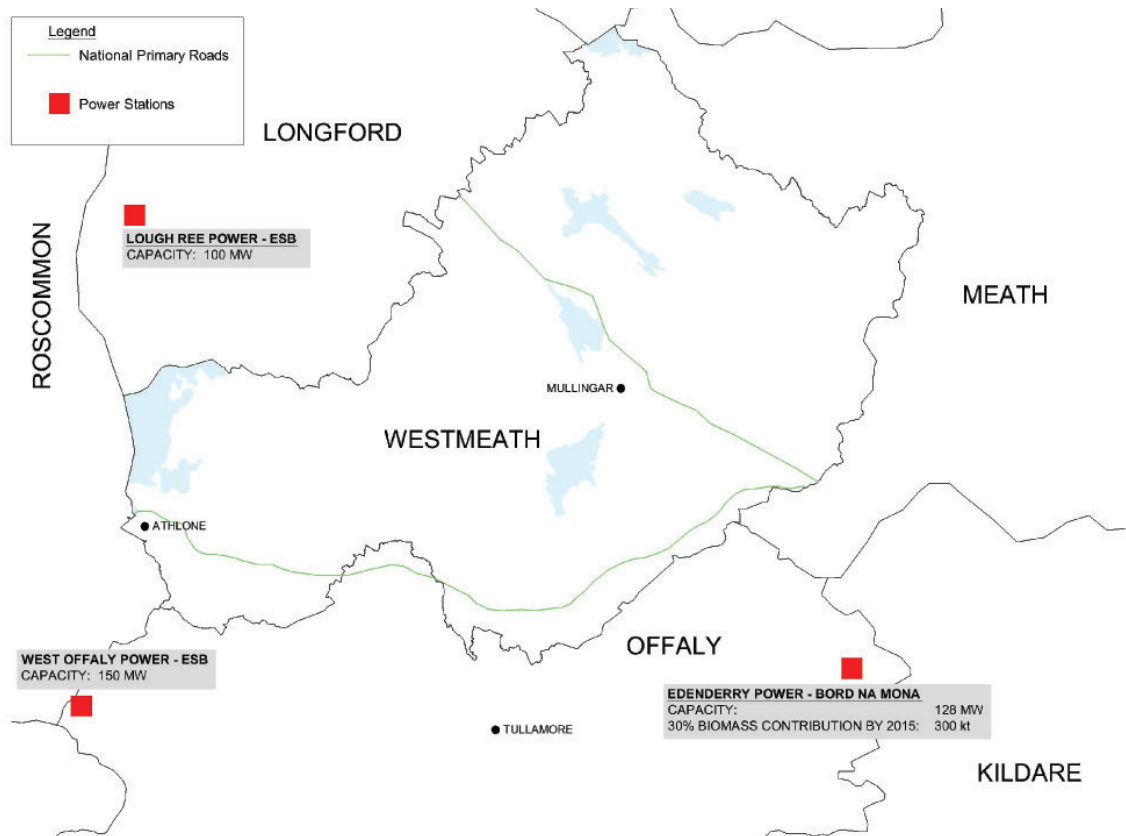 Legend
National Primary Roads
Power Stations
LONGFORD
ROSCOMMON
LOUGH REE POWER - ESB
CAPACITY: 100 MW
MEATH
MULLINGAR
WESTMEATH
ATHLONE
OFFALY
WEST OFFALY POWER - ESB
CAPACITY: 150 MW
EDENDERRY POWER - BORD NA MONA
CAPACITY: 128 MW
30% BIOMASS CONTRIBUTION BY 2015: 300 kt
TULLAMORE
KILDARE